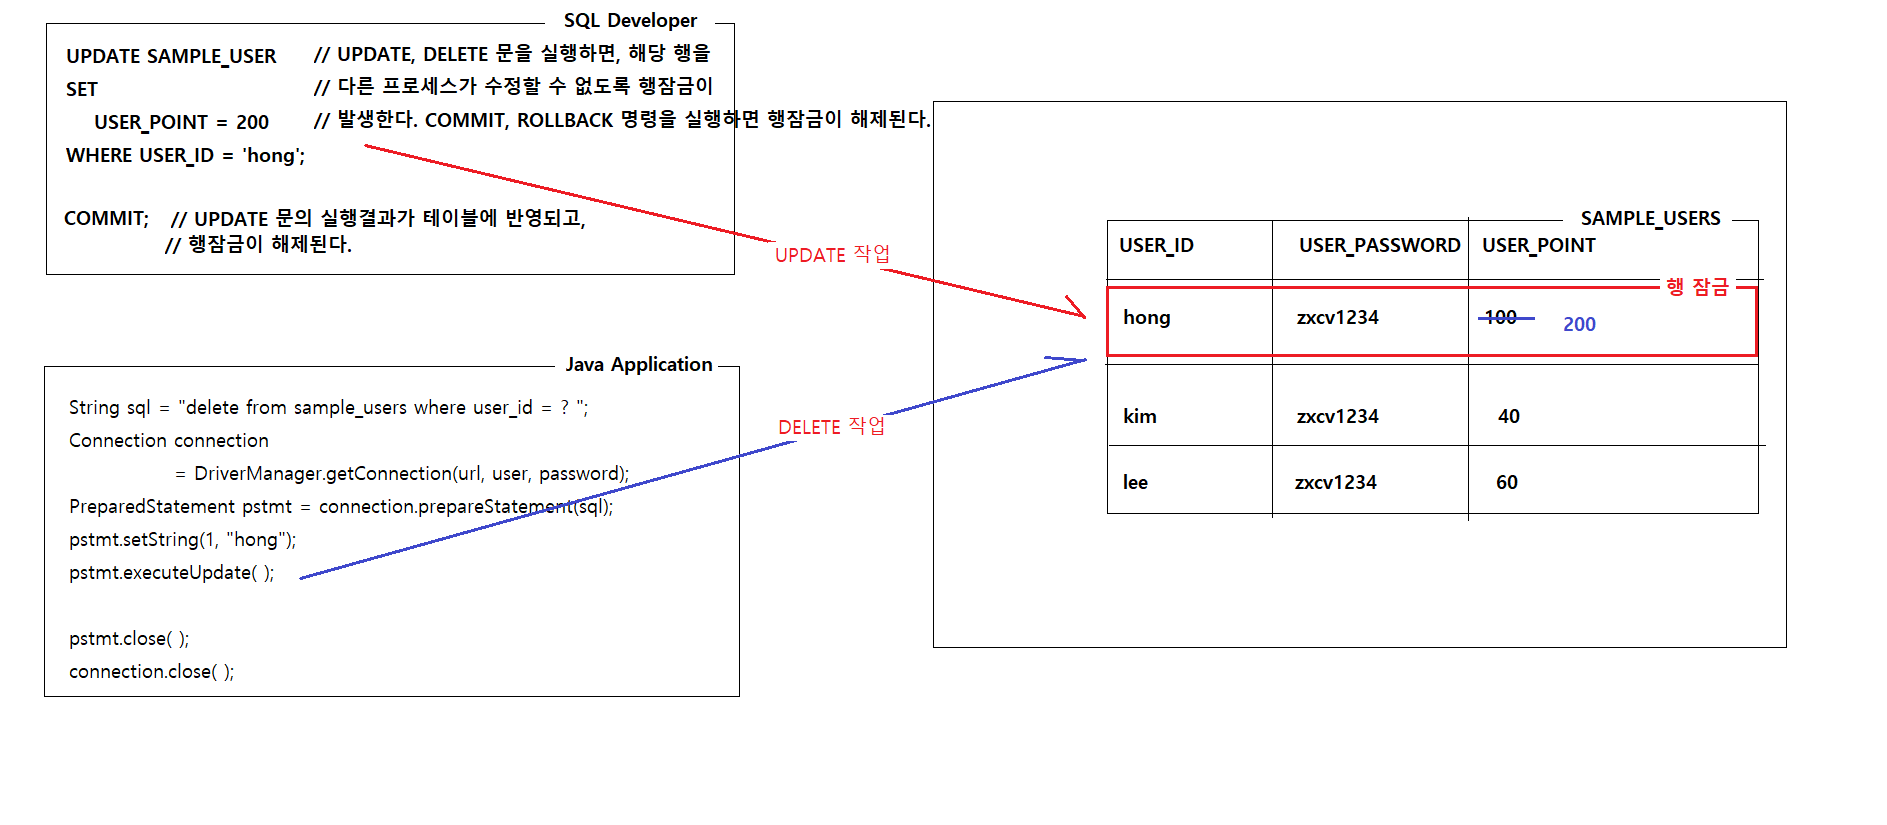 SQL Developer
UPDATE SAMPLE_USER // UPDATE, DELETE 문을 실행하면, 해당 행을
SET // 다른 프로세스가 수정할 수 없도록 행잠금이
USER_POINT = 200 // 발생한다. COMMIT, ROLLBACK 명령을 실행하면 행잠금이 해제된다.
WHERE USER_ID = 'hong';
COMMIT; // UPDATE 문의 실행결과가 테이블에 반영되고,
// 행잠금이 해제된다.
UPDATE 작업
Java Application
String sql = "delete from sample_users where user_id = ? ";
Connection connection
= DriverManager.getConnection(url, user, password);
PreparedStatement pstmt = connection.prepareStatement(sql);
pstmt.setString(1, "hong");
pstmt.executeUpdate( );
pstmt.close( );
connection.close( );
DELETE 작업
SAMPLE_USERS
USER_ID USER_PASSWORD USER_POINT
행 잠금
hong zxcv1234 100 200
kim zxcv1234 40
lee zxcv1234 60